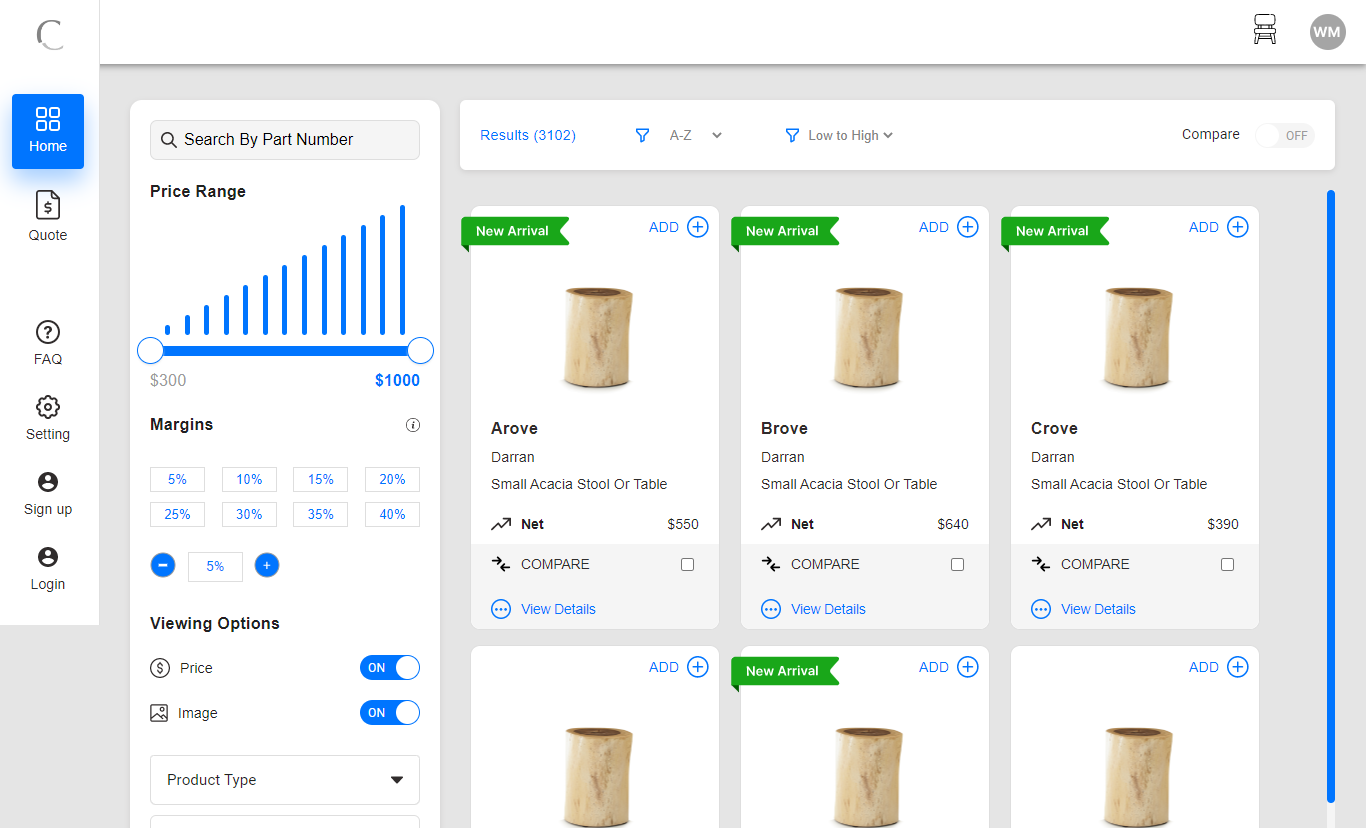 C
WM
Home
Quote
FAQ
Setting
Sign up
Login
Search By Part Number
Price Range
$300 $1000
Margins
5% 10% 15% 20%
25% 30% 35% 40%
5%
Viewing Options
Price ON
Image ON
Product Type
Results (3102) A-Z Low to High Compare OFF
New Arrival ADD
Arove
Darran
Small Acacia Stool Or Table
Net $550
COMPARE
View Details
New Arrival ADD
Brove
Darran
Small Acacia Stool Or Table
Net $640
COMPARE
View Details
New Arrival ADD
Crove
Darran
Small Acacia Stool Or Table
Net $390
COMPARE
View Details
ADD
New Arrival ADD
ADD